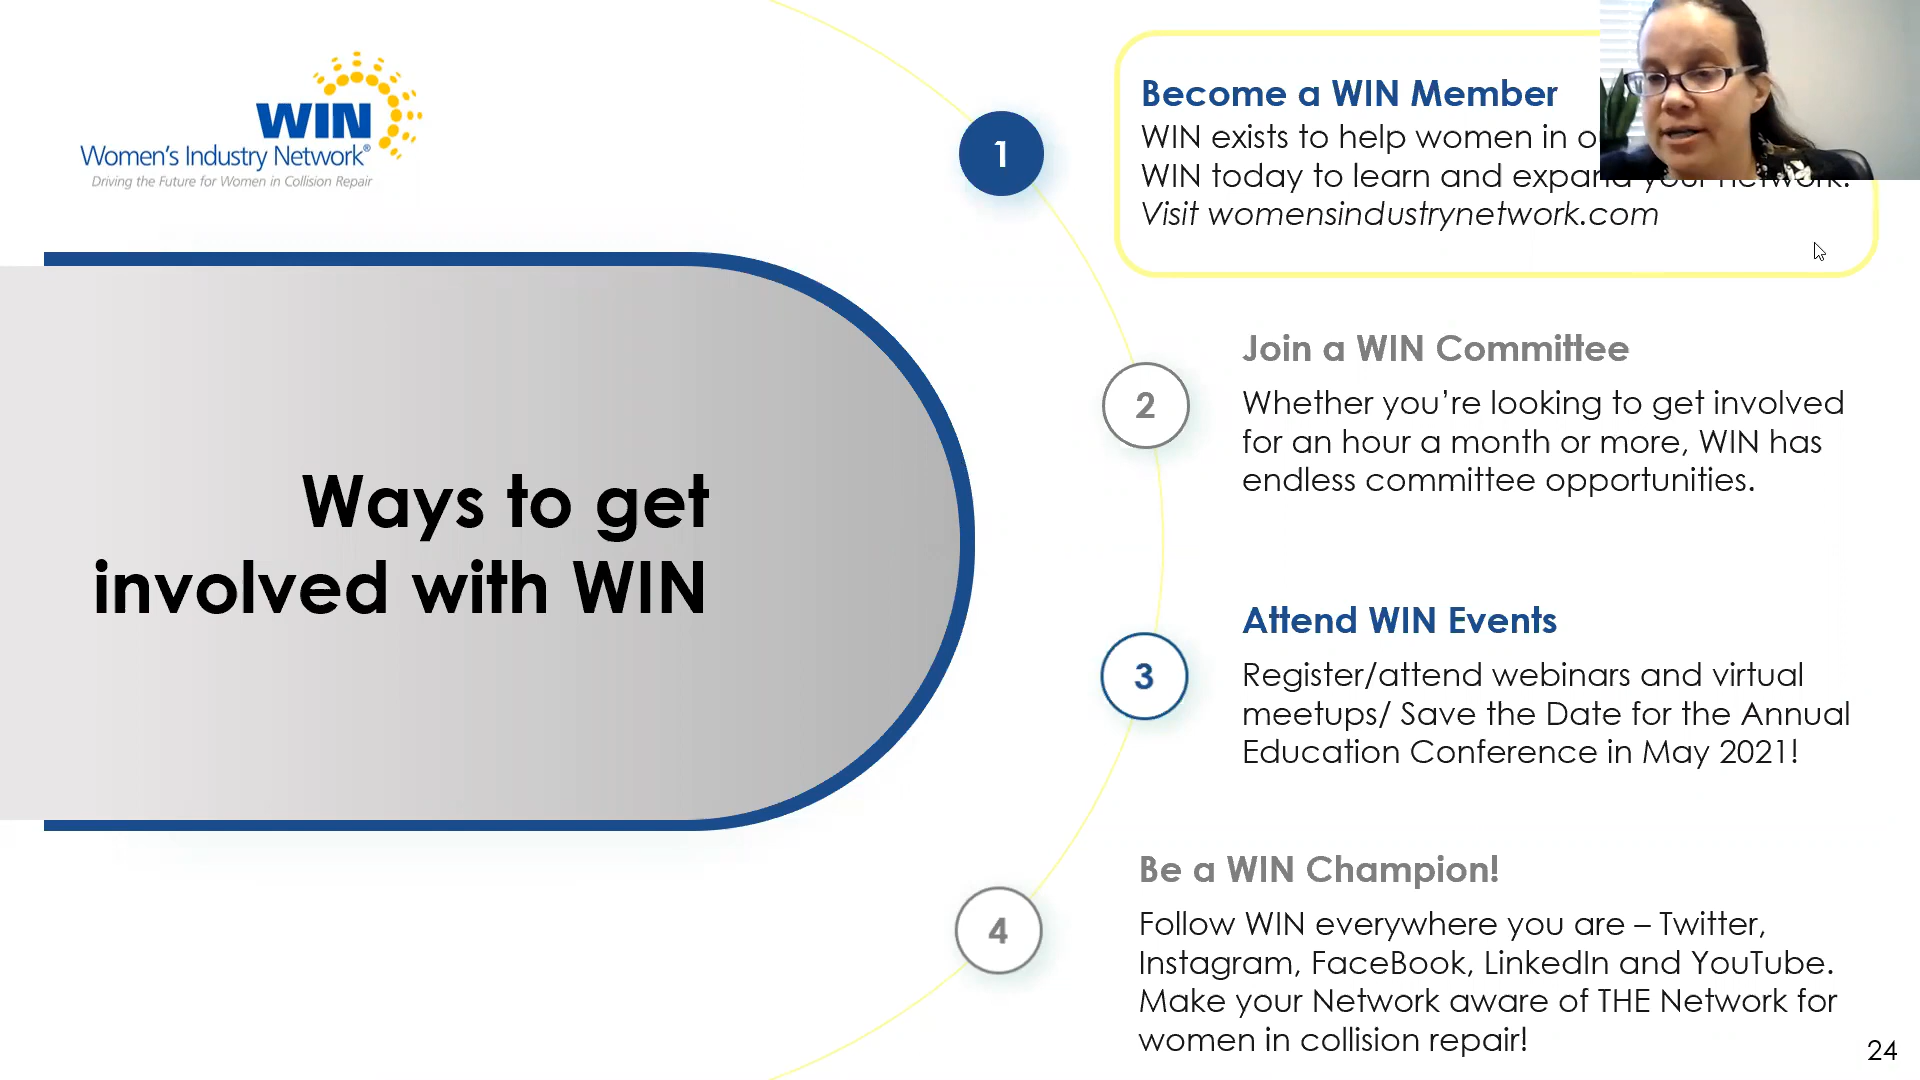 WIN
Women's Industry Network®
Driving the Future for Women in Collision Repair
Ways to get
involved with WIN
1
Become a WIN Member
WIN exists to help women in
WIN today to learn and expand your network.
Visit womensindustrynetwork.com
2
Join a WIN Committee
Whether you’re looking to get involved
for an hour a month or more, WIN has
endless committee opportunities.
3
Attend WIN Events
Register/attend webinars and virtual
meetups/ Save the Date for the Annual
Education Conference in May 2021!
4
Be a WIN Champion!
Follow WIN everywhere you are – Twitter,
Instagram, FaceBook, LinkedIn and YouTube.
Make your Network aware of THE Network for
women in collision repair!
24